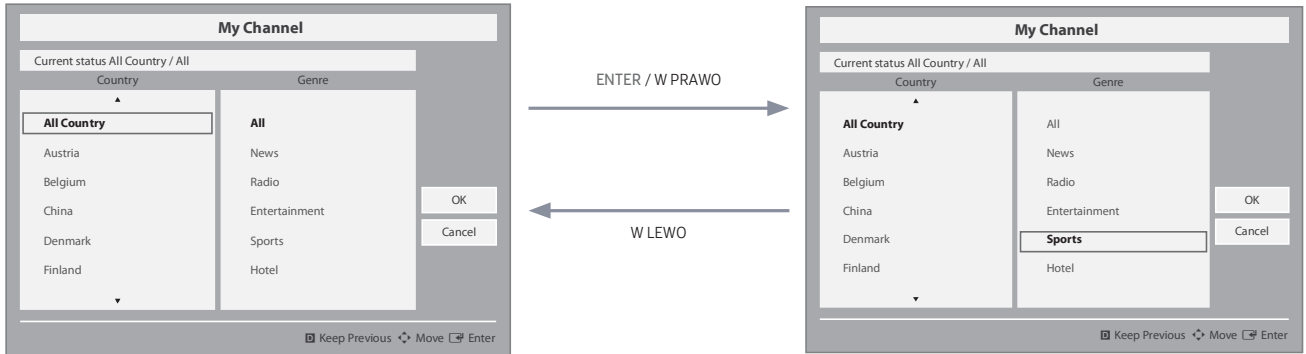 My Channel
Current status All Country / All
Country Genre
▲
All Country All
Austria News
Belgium Radio
China Entertainment
Denmark Sports
Finland Hotel
▼
OK
Cancel
D Keep Previous Move Enter
ENTER / W PRAWO
W LEWO
My Channel
Current status All Country / All
Country Genre
▲
All Country All
Austria News
Belgium Radio
China Entertainment
Denmark Sports
Finland Hotel
▼
OK
Cancel
D Keep Previous Move Enter